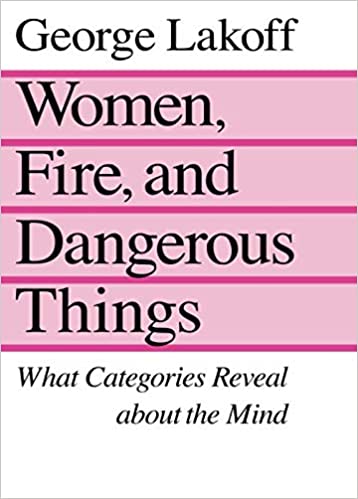 George Lakoff
Women,
Fire, and
Dangerous
Things
What Categories Reveal
about the Mind